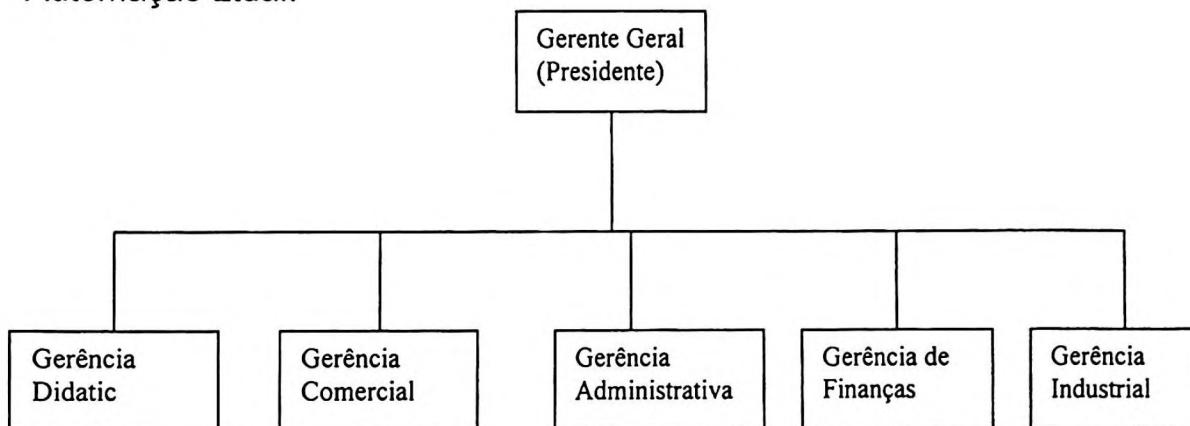 Gerente Geral
(Presidente)
Gerência
Didatic
Gerência
Comercial
Gerência
Administrativa
Gerência de
Finanças
Gerência
Industrial